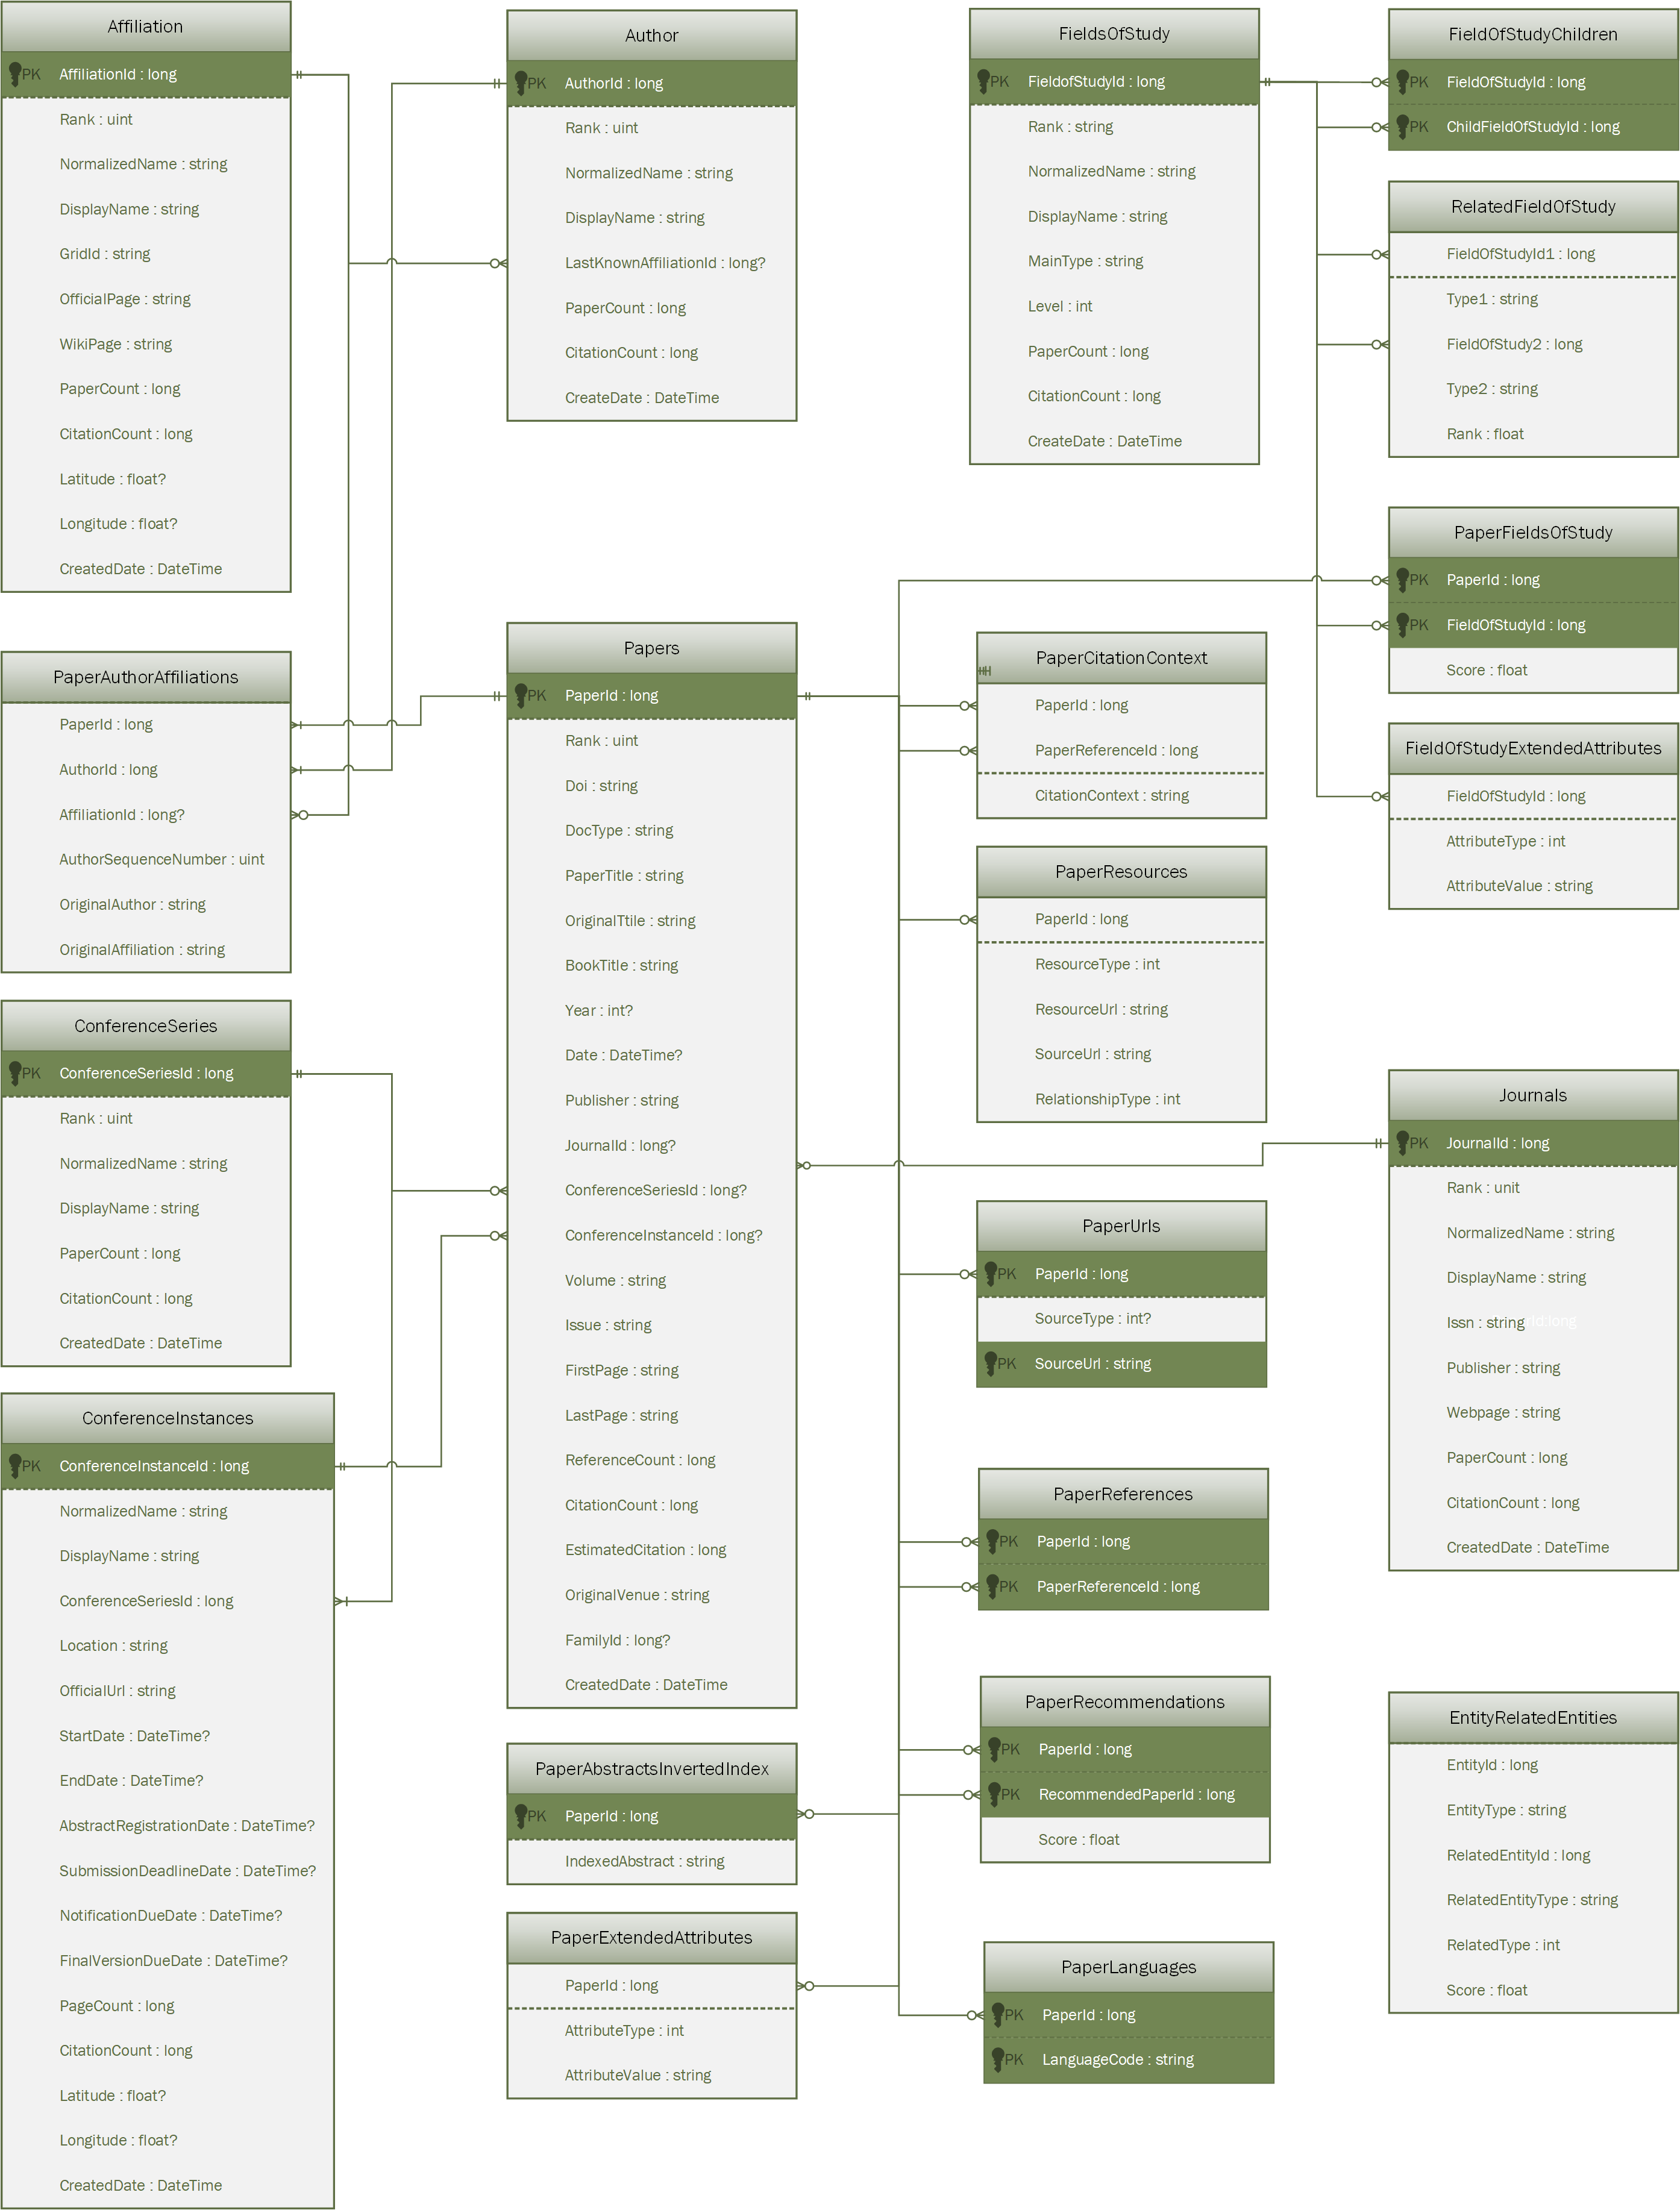 Affiliation
PK AffiliationId : long
Rank : uint
NormalizedName : string
DisplayName : string
GridId : string
OfficialPage : string
WikiPage : string
PaperCount : long
CitationCount : long
Latitude : float?
Longitude : float?
CreatedDate : DateTime
Author
PK AuthorId : long
Rank : uint
NormalizedName : string
DisplayName : string
LastKnownAffiliationId : long?
PaperCount : long
CitationCount : long
CreateDate : DateTime
FieldsOfStudy
PK FieldofStudyId : long
Rank : string
NormalizedName : string
DisplayName : string
MainType : string
Level : int
PaperCount : long
CitationCount : long
CreateDate : DateTime
FieldOfStudyChildren
PK FieldOfStudyId : long
PK ChildFieldOfStudyId : long
RelatedFieldOfStudy
FieldOfStudyId1 : long
Type1 : string
FieldOfStudy2 : long
Type2 : string
Rank : float
PaperFieldsOfStudy
PK PaperId : long
PK FieldOfStudyId : long
Score : float
FieldOfStudyExtendedAttributes
FieldOfStudyId : long
AttributeType : int
AttributeValue : string
PaperAuthorAffiliations
PaperId : long
AuthorId : long
AffiliationId : long?
AuthorSequenceNumber : uint
OriginalAuthor : string
OriginalAffiliation : string
Papers
PK PaperId : long
Rank : uint
Doi : string
DocType : string
PaperTitle : string
OriginalTtile : string
BookTitle : string
Year : int?
Date : DateTime?
Publisher : string
JournalId : long?
ConferenceSeriesId : long?
ConferenceInstanceId : long?
Volume : string
Issue : string
FirstPage : string
LastPage : string
ReferenceCount : long
CitationCount : long
EstimatedCitation : long
OriginalVenue : string
FamilyId : long?
CreatedDate : DateTime
PaperCitationContext
PaperId : long
PaperReferenceId : long
CitationContext : string
PaperResources
PaperId : long
ResourceType : int
ResourceUrl : string
SourceUrl : string
RelationshipType : int
ConferenceSeries
PK ConferenceSeriesId : long
Rank : uint
NormalizedName : string
DisplayName : string
PaperCount : long
CitationCount : long
CreatedDate : DateTime
Journals
PK JournalId : long
Rank : unit
NormalizedName : string
DisplayName : string
Issn : string
Publisher : string
Webpage : string
PaperCount : long
CitationCount : long
CreatedDate : DateTime
PaperUrls
PK PaperId : long
SourceType : int?
PK SourceUrl : string
ConferenceInstances
PK ConferenceInstanceId : long
NormalizedName : string
DisplayName : string
ConferenceSeriesId : long
Location : string
OfficialUrl : string
StartDate : DateTime?
EndDate : DateTime?
AbstractRegistrationDate : DateTime?
SubmissionDeadlineDate : DateTime?
NotificationDueDate : DateTime?
FinalVersionDueDate : DateTime?
PageCount : long
CitationCount : long
Latitude : float?
Longitude : float?
CreatedDate : DateTime
PaperReferences
PK PaperId : long
PK PaperReferenceId : long
PaperRecommendations
PK PaperId : long
PK RecommendedPaperId : long
Score : float
EntityRelatedEntities
EntityId : long
EntityType : string
RelatedEntityId : long
RelatedEntityType : string
RelatedType : int
Score : float
PaperAbstractsInvertedIndex
PK PaperId : long
IndexedAbstract : string
PaperExtendedAttributes
PaperId : long
AttributeType : int
AttributeValue : string
PaperLanguages
PK PaperId : long
PK LanguageCode : string